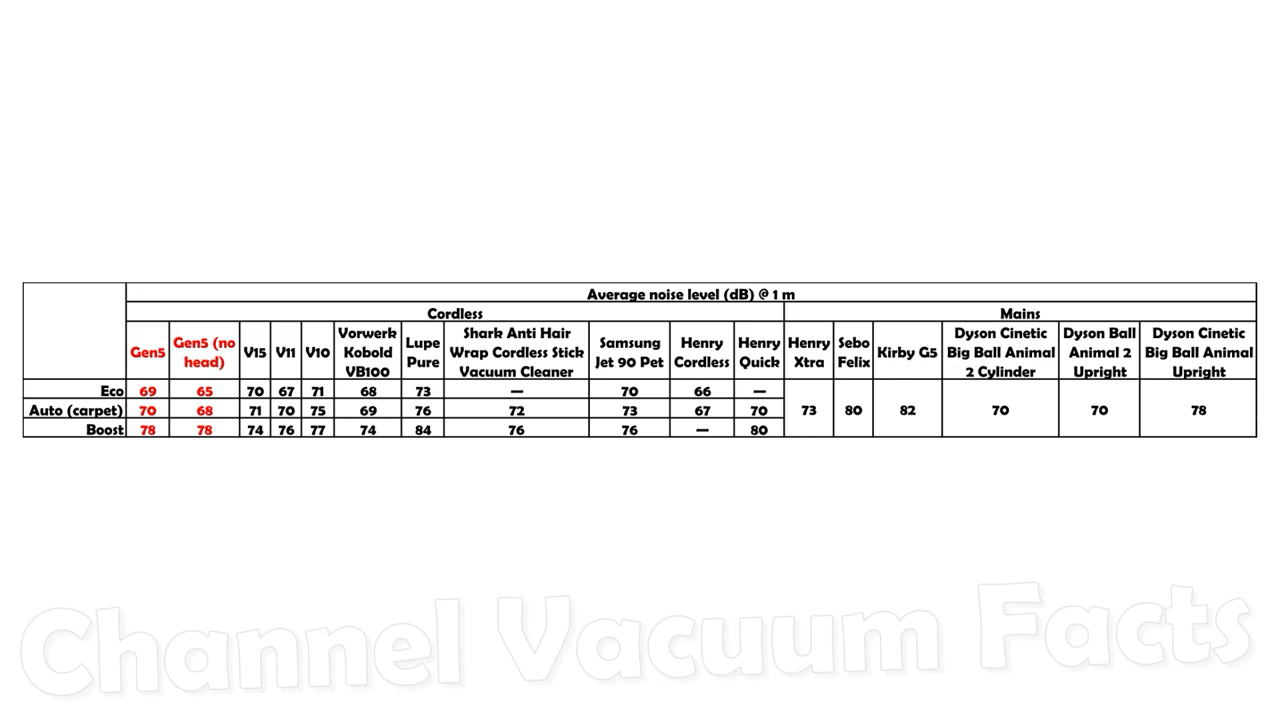 Average noise level (dB) @ 1 m
Cordless Mains
Gen5 Gen5 (no head) V15 V11 V10 Vorwerk Kobold VB100 Lupe Pure Shark Anti Hair Wrap Cordless Stick Vacuum Cleaner Samsung Jet 90 Pet Henry Cordless Henry Quick Henry Xtra Sebo Felix Kirby G5 Dyson Cinetic Big Ball Animal 2 Cylinder Dyson Ball Animal 2 Upright Dyson Cinetic Big Ball Animal Upright
Eco 69 65 70 67 71 68 73 — 70 66 —
Auto (carpet) 70 68 71 70 75 69 76 72 73 67 70 73 80 82 70 70 78
Boost 78 78 74 76 77 74 84 76 76 — 80
Channel Vacuum Facts